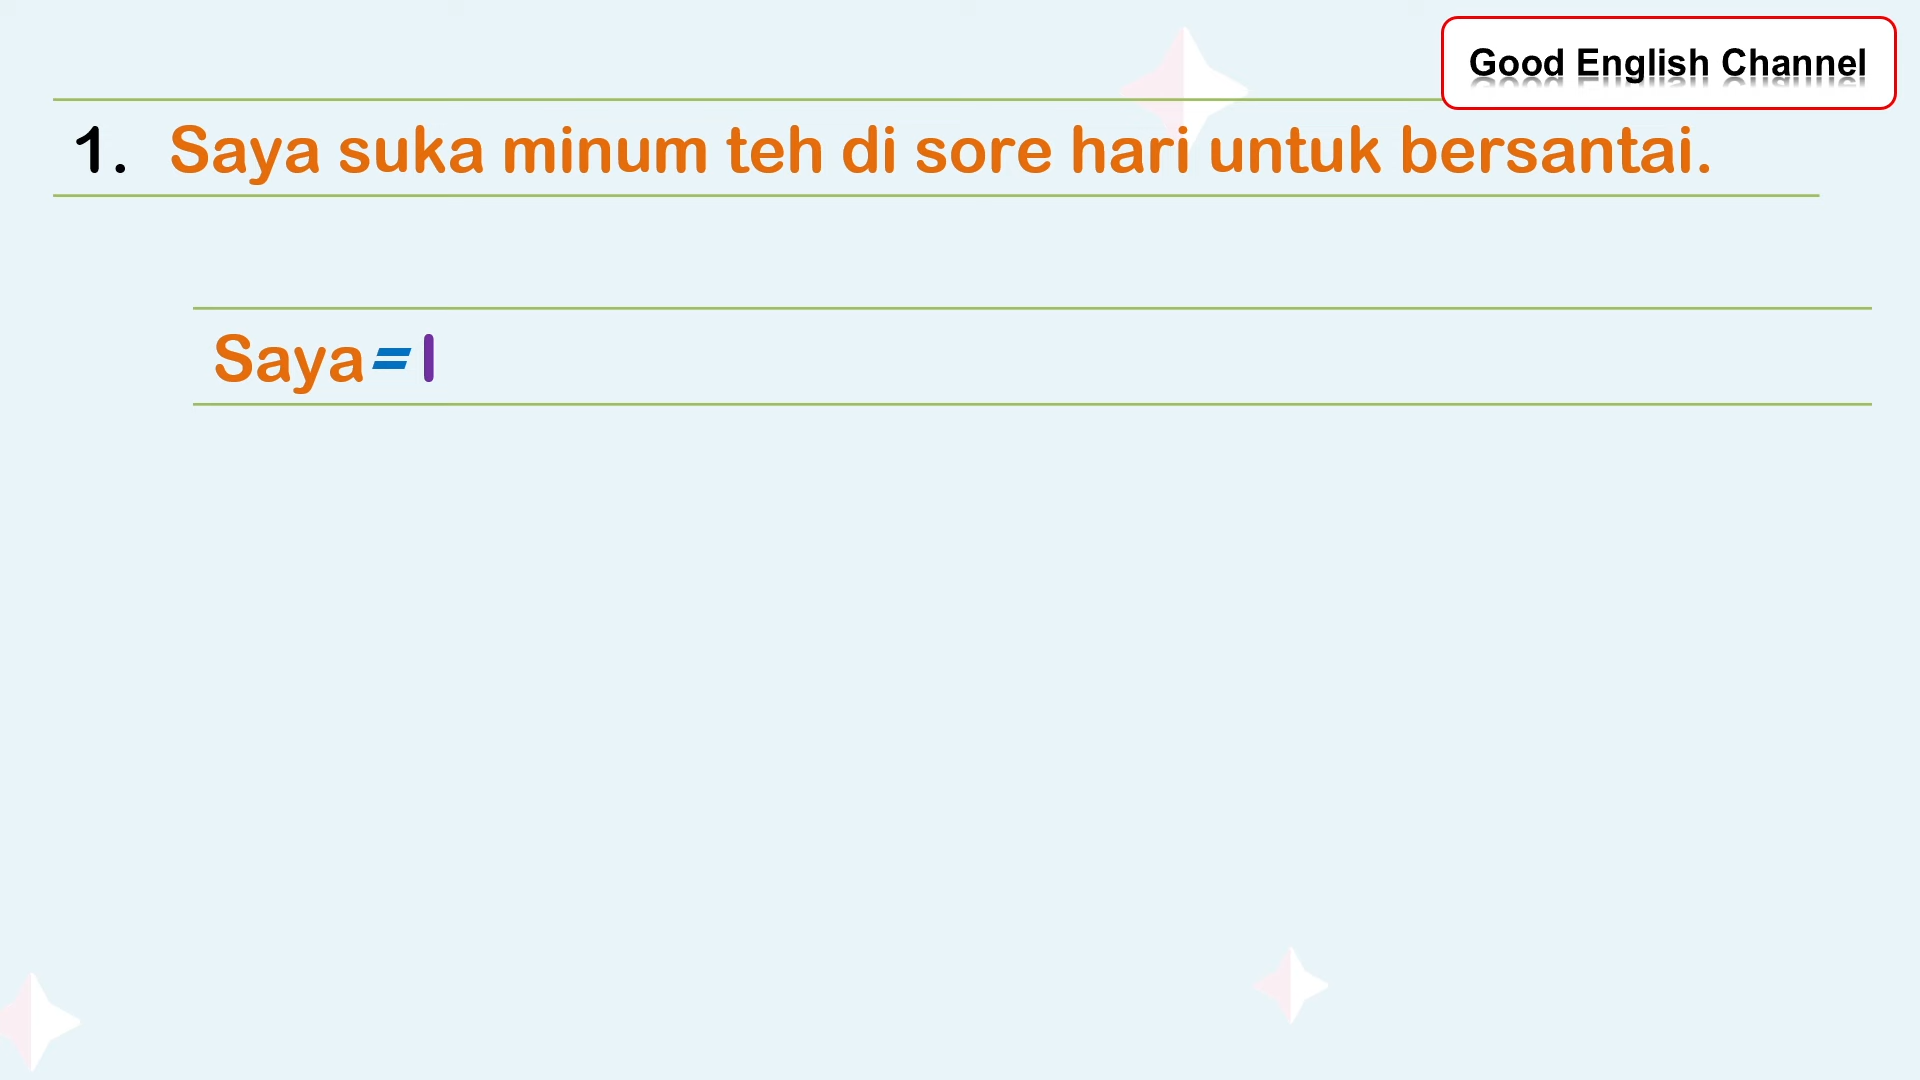 Good English Channel
1. Saya suka minum teh di sore hari untuk bersantai.
Saya = I